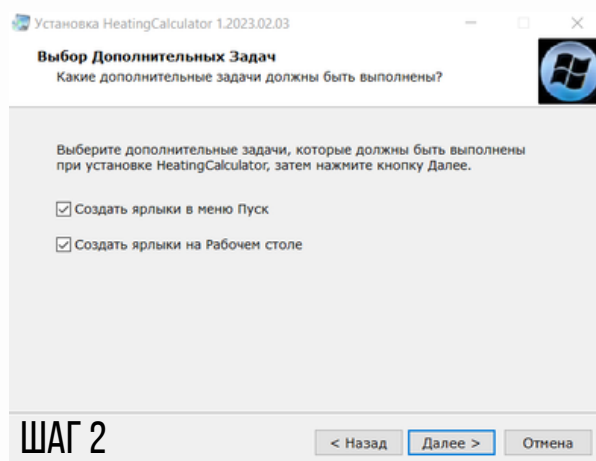 Установка HeatingCalculator 1.2023.02.03
Выбор Дополнительных Задач
Какие дополнительные задачи должны быть выполнены?
Выберите дополнительные задачи, которые должны быть выполнены
при установке HeatingCalculator, затем нажмите кнопку Далее.
Создать ярлыки в меню Пуск
Создать ярлыки на Рабочем столе
ШАГ 2
< Назад
Далее >
Отмена